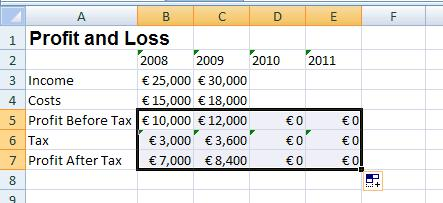 A B C D E F
1 Profit and Loss
2 2008 2009 2010 2011
3 Income € 25,000 € 30,000
4 Costs € 15,000 € 18,000
5 Profit Before Tax € 10,000 € 12,000 € 0 € 0
6 Tax € 3,000 € 3,600 € 0 € 0
7 Profit After Tax € 7,000 € 8,400 € 0 € 0
8
9